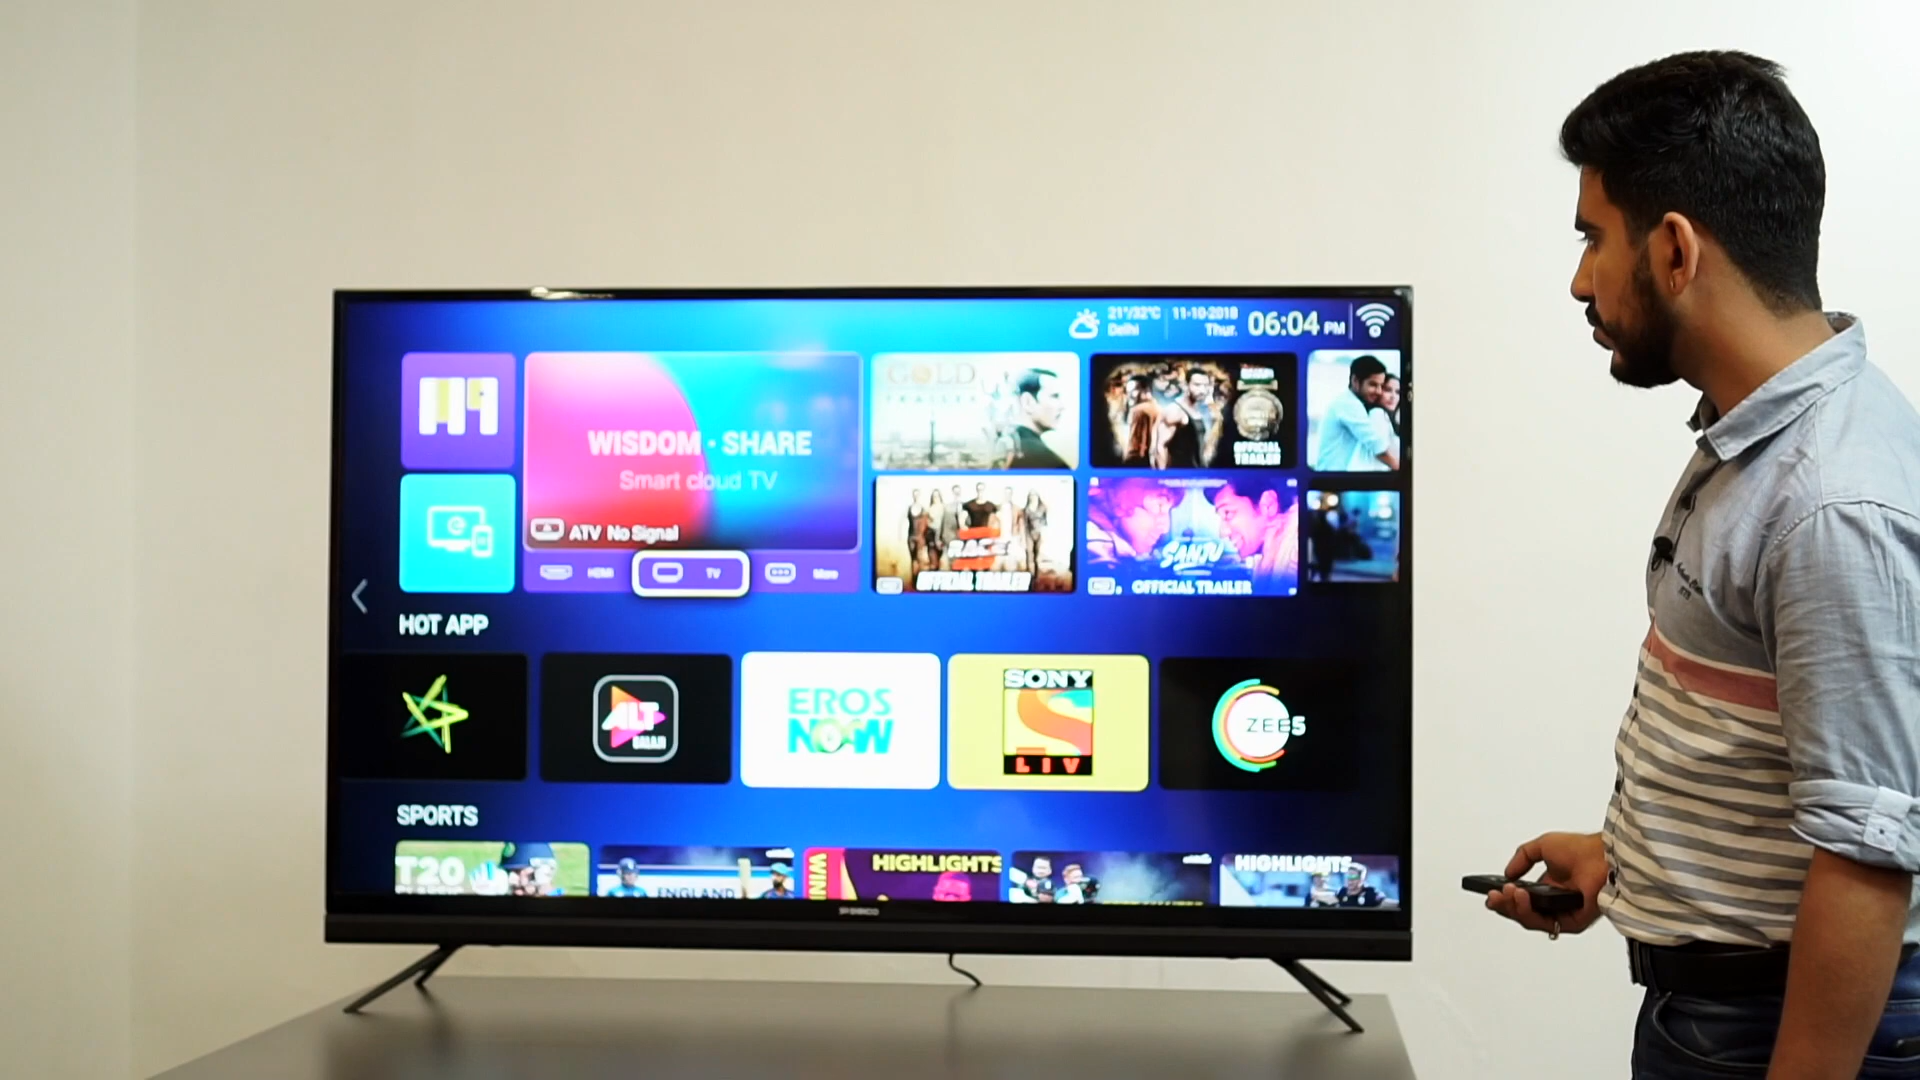 21°/32°C
Delhi
11-10-2018
Thur.
06:04 PM
WISDOM · SHARE
Smart cloud TV
ATV No Signal
HDMI
TV
More
GOLD
TRAILER
OFFICIAL
TRAILER
RACE
OFFICIAL TRAILER
SANJU
OFFICIAL TRAILER
HOT APP
ALT
BALAJI
EROS
NOW
SONY
LIV
ZEE5
SPORTS
T20
ENGLAND
HIGHLIGHTS
HIGHLIGHTS